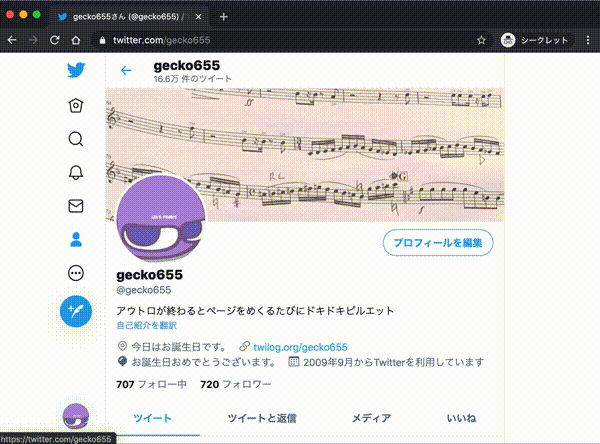 gecko655さん (@gecko655) /
twitter.com/gecko655
シークレット
gecko655
16.6万 件のツイート
プロフィールを編集
gecko655
@gecko655
アウトロが終わるとページをめくるたびにドキドキピルエット
自己紹介を翻訳
今日はお誕生日です。 twilog.org/gecko655
お誕生日おめでとうございます。 2009年9月からTwitterを利用しています
707 フォロー中 720 フォロワー
ツイート ツイートと返信 メディア いいね
https://twitter.com/gecko655